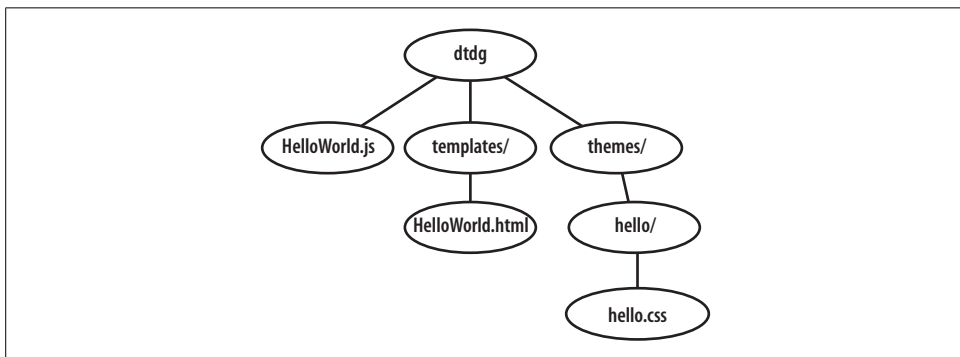 dtdg
HelloWorld.js
templates/
themes/
HelloWorld.html
hello/
hello.css